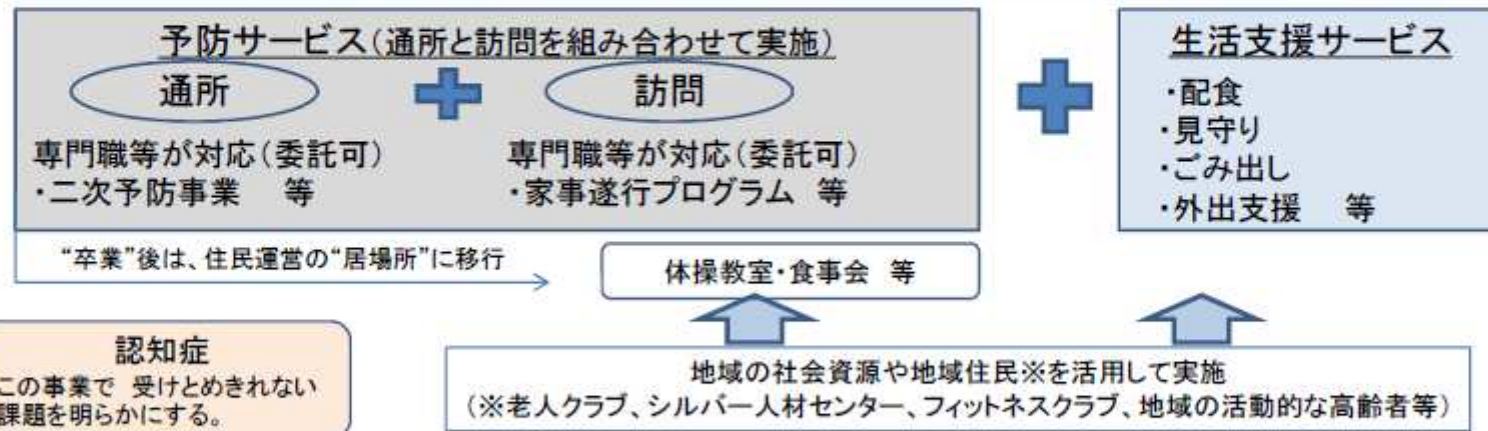 予防サービス(通所と訪問を組み合わせて実施)
通所
訪問
専門職等が対応(委託可)
・二次予防事業　等
専門職等が対応(委託可)
・家事遂行プログラム　等
生活支援サービス
・配食
・見守り
・ごみ出し
・外出支援　等
“卒業”後は、住民運営の“居場所”に移行
体操教室・食事会　等
認知症
この事業で　受けとめきれない
課題を明らかにする。
地域の社会資源や地域住民※を活用して実施
(※老人クラブ、シルバー人材センター、フィットネスクラブ、地域の活動的な高齢者等)